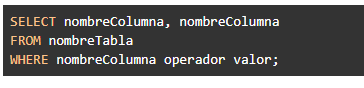 SELECT nombreColumna, nombreColumna
FROM nombreTabla
WHERE nombreColumna operador valor;